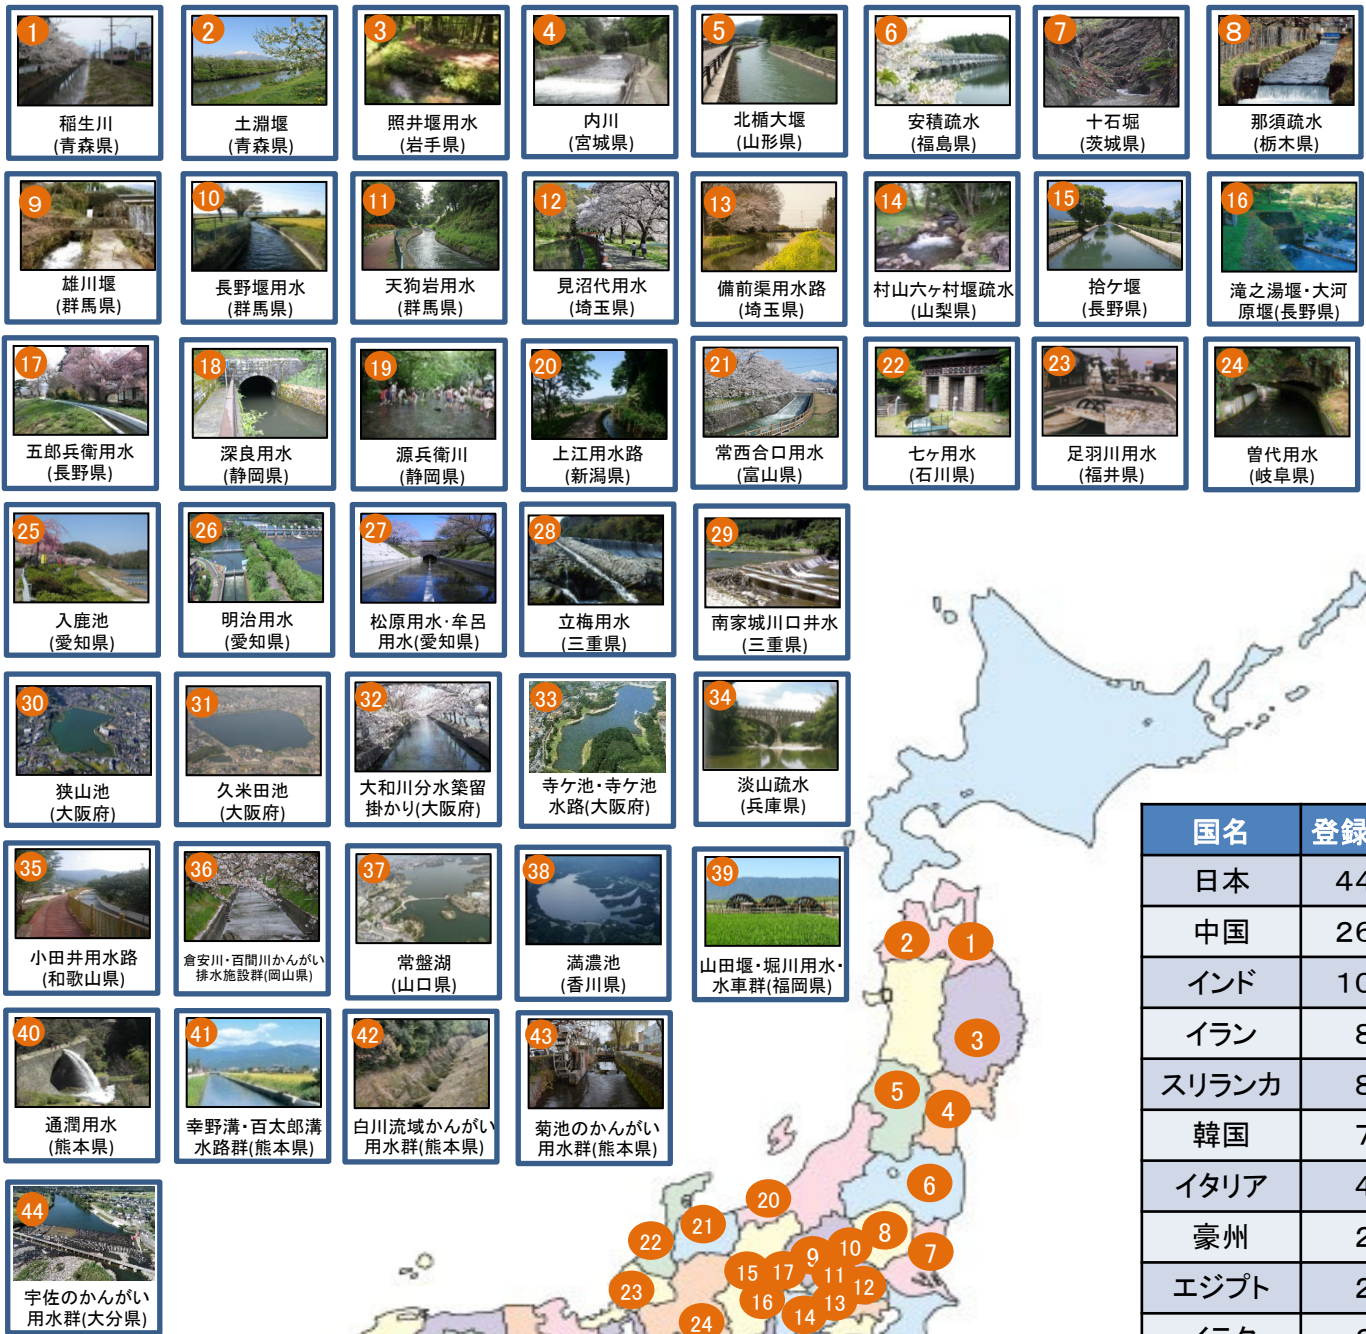 1
稲生川
(青森県)
2
土淵堰
(青森県)
3
照井堰用水
(岩手県)
4
内川
(宮城県)
5
北楯大堰
(山形県)
6
安積疏水
(福島県)
7
十石堀
(茨城県)
8
那須疏水
(栃木県)
9
雄川堰
(群馬県)
10
長野堰用水
(群馬県)
11
天狗岩用水
(群馬県)
12
見沼代用水
(埼玉県)
13
備前渠用水路
(埼玉県)
14
村山六ヶ村堰疏水
(山梨県)
15
拾ケ堰
(長野県)
16
滝之湯堰・大河
原堰(長野県)
17
五郎兵衛用水
(長野県)
18
深良用水
(静岡県)
19
源兵衛川
(静岡県)
20
上江用水路
(新潟県)
21
常西合口用水
(富山県)
22
七ヶ用水
(石川県)
23
足羽川用水
(福井県)
24
曽代用水
(岐阜県)
25
入鹿池
(愛知県)
26
明治用水
(愛知県)
27
松原用水・牟呂
用水(愛知県)
28
立梅用水
(三重県)
29
南家城川口井水
(三重県)
30
狭山池
(大阪府)
31
久米田池
(大阪府)
32
大和川分水築留
掛かり(大阪府)
33
寺ケ池・寺ケ池
水路(大阪府)
34
淡山疏水
(兵庫県)
35
小田井用水路
(和歌山県)
36
倉安川・百間川かんがい
排水施設群(岡山県)
37
常盤湖
(山口県)
38
満濃池
(香川県)
39
山田堰・堀川用水・
水車群(福岡県)
40
通潤用水
(熊本県)
41
幸野溝・百太郎溝
水路群(熊本県)
42
白川流域かんがい
用水群(熊本県)
43
菊池のかんがい
用水群(熊本県)
44
宇佐のかんがい
用水群(大分県)
2 1
3
5
4
6
20
21
22
8
10
9
7
15 17 11
12
23
16 13
14
24
国名 登録
日本 44
中国 26
インド 10
イラン 8
スリランカ 8
韓国 7
イタリア 4
豪州 2
エジプト 2